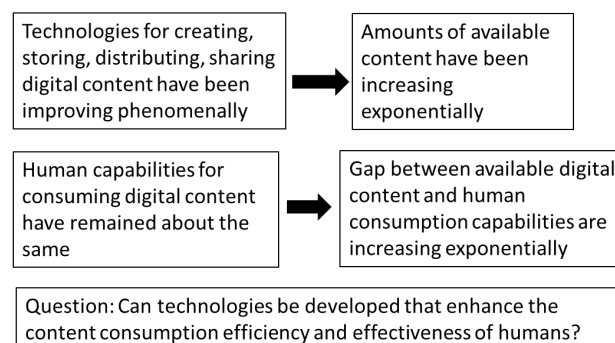 Technologies for creating,
storing, distributing, sharing
digital content have been
improving phenomenally
Amounts of available
content have been
increasing
exponentially
Human capabilities for
consuming digital content
have remained about the
same
Gap between available digital
content and human
consumption capabilities are
increasing exponentially
Question: Can technologies be developed that enhance the
content consumption efficiency and effectiveness of humans?